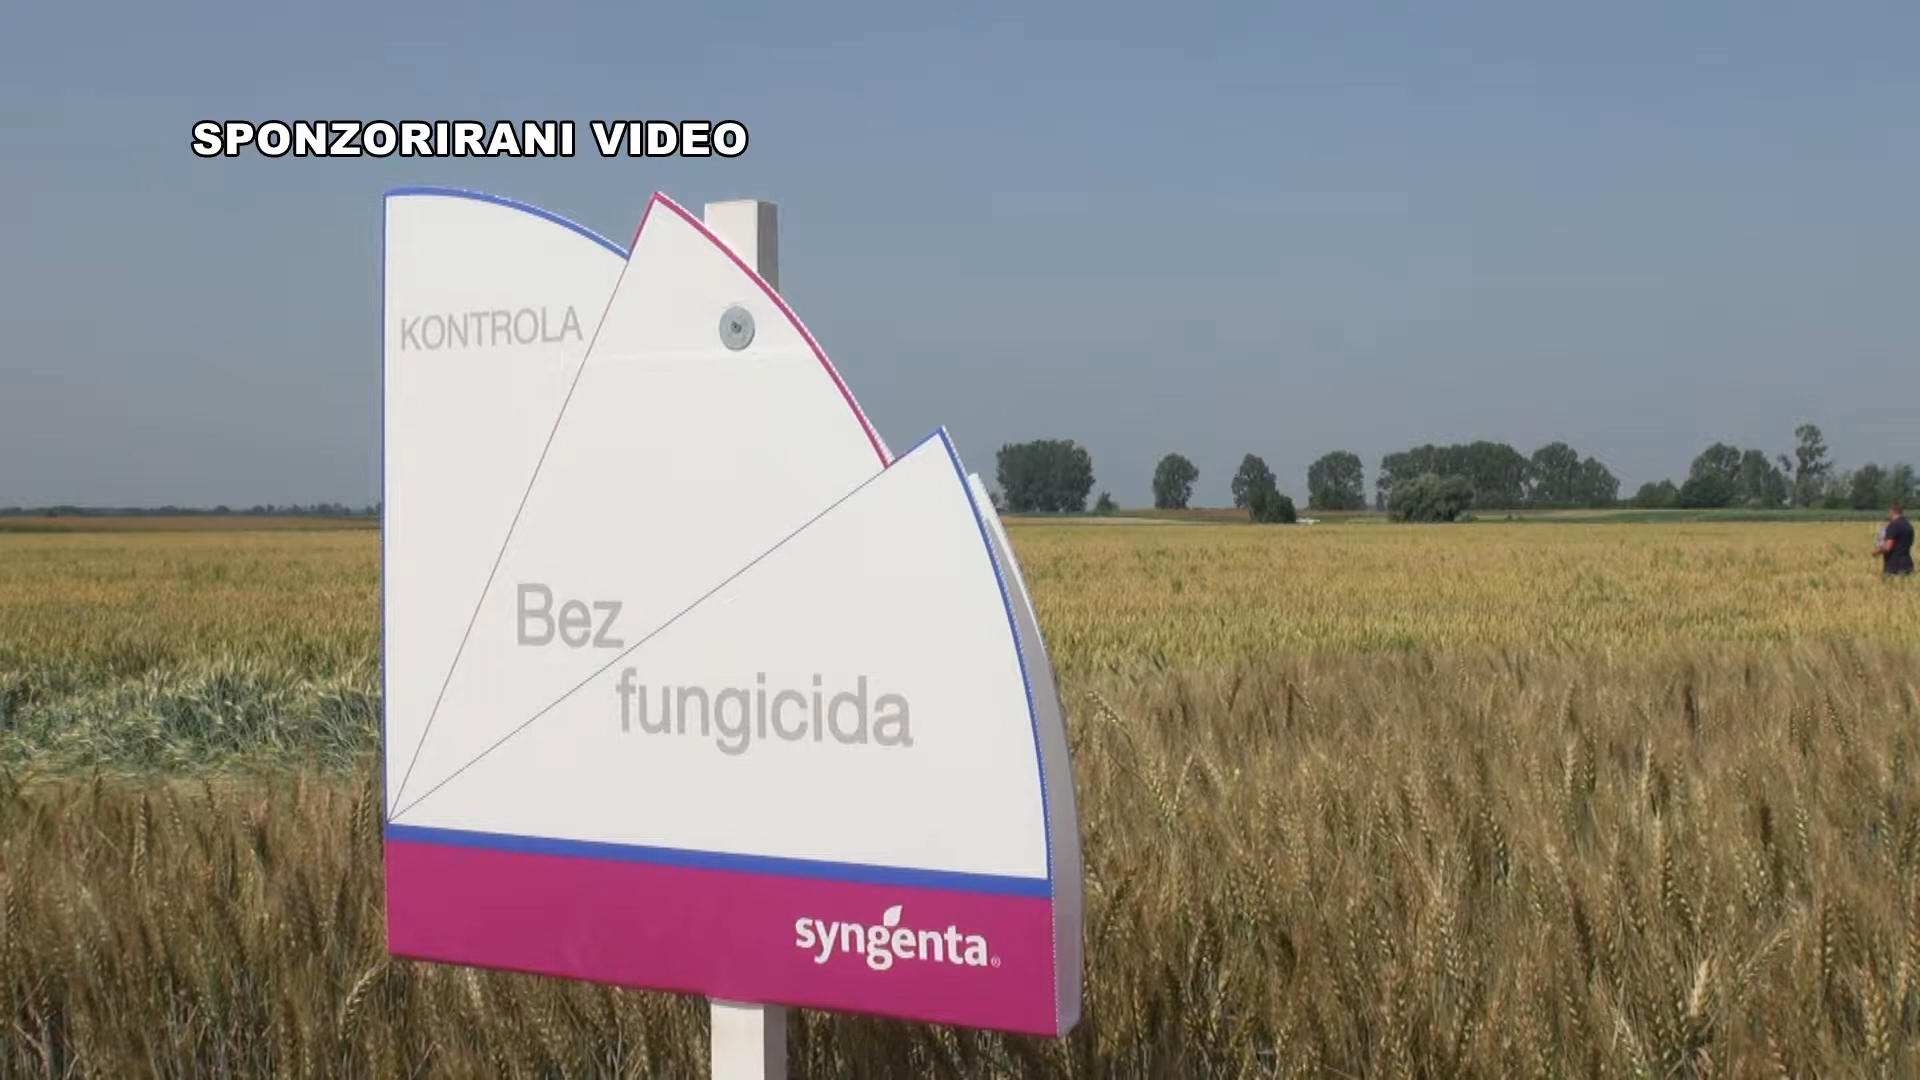 SPONZORIRANI VIDEO
KONTROLA
Bez
fungicida
syngenta®